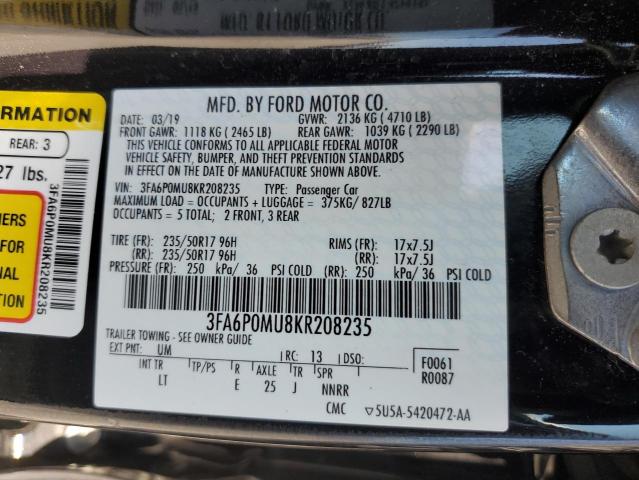 MFD. BY FORD MOTOR CO.
03/19 GVWR: 2136 KG ( 4710 LB)
FRONT GAWR: 1118 KG ( 2465 LB) REAR GAWR: 1039 KG ( 2290 LB)
THIS VEHICLE CONFORMS TO ALL APPLICABLE FEDERAL MOTOR
VEHICLE SAFETY, BUMPER, AND THEFT PREVENTION STANDARDS IN EFFECT ON
THE DATE OF MANUFACTURE SHOWN ABOVE.
VIN: 3FA6P0MU8KR208235 TYPE: Passenger Car
MAXIMUM LOAD = OCCUPANTS + LUGGAGE = 375KG/ 827LB
OCCUPANTS = 5 TOTAL; 2 FRONT, 3 REAR
TIRE (FR): 235/50R17 96H RIMS (FR): 17x7.5J
(RR): 235/50R17 96H (RR): 17x7.5J
PRESSURE (FR): 250 kPa/ 36 PSI COLD (RR): 250 kPa/ 36 PSI COLD
3FA6P0MU8KR208235
TRAILER TOWING - SEE OWNER GUIDE
EXT PNT: UM RC: 13 DSO: F0061
INT TR TP/PS R AXLE TR SPR R0087
LT E 25 J NNRR
CMC 5U5A-5420472-AA
ORMATION
REAR: 3
27 lbs.
NERS
FOR
NAL
TION
3FA6P0MU8KR208235